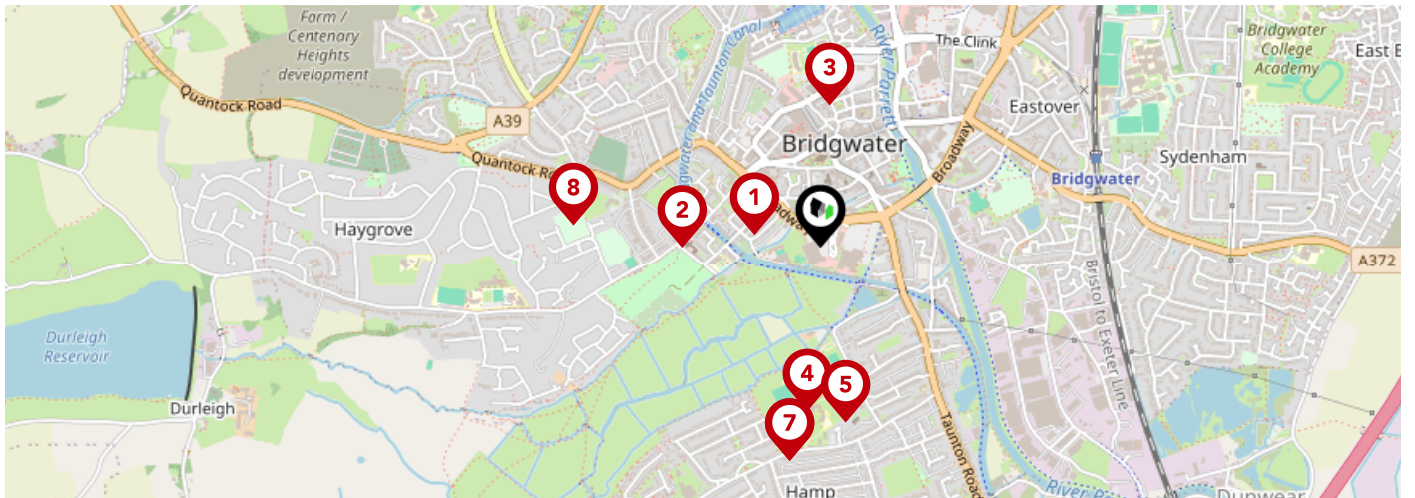 Form /
Centenary
Heights
development
Quantock Road
A39
Quantock
8
2
1
3
4
5
7
Bridgwater and Taunton Canal
River Parrett
The Clink
Bridgwater
College
Academy
East
Eastover
Bridgwater
Broadway
Sydenham
Bridgwater
Haygrove
A372
Bristol to Exeter Line
Durleigh
Reservoir
Durleigh
Taunton Road
Hamp
River
Dunwear